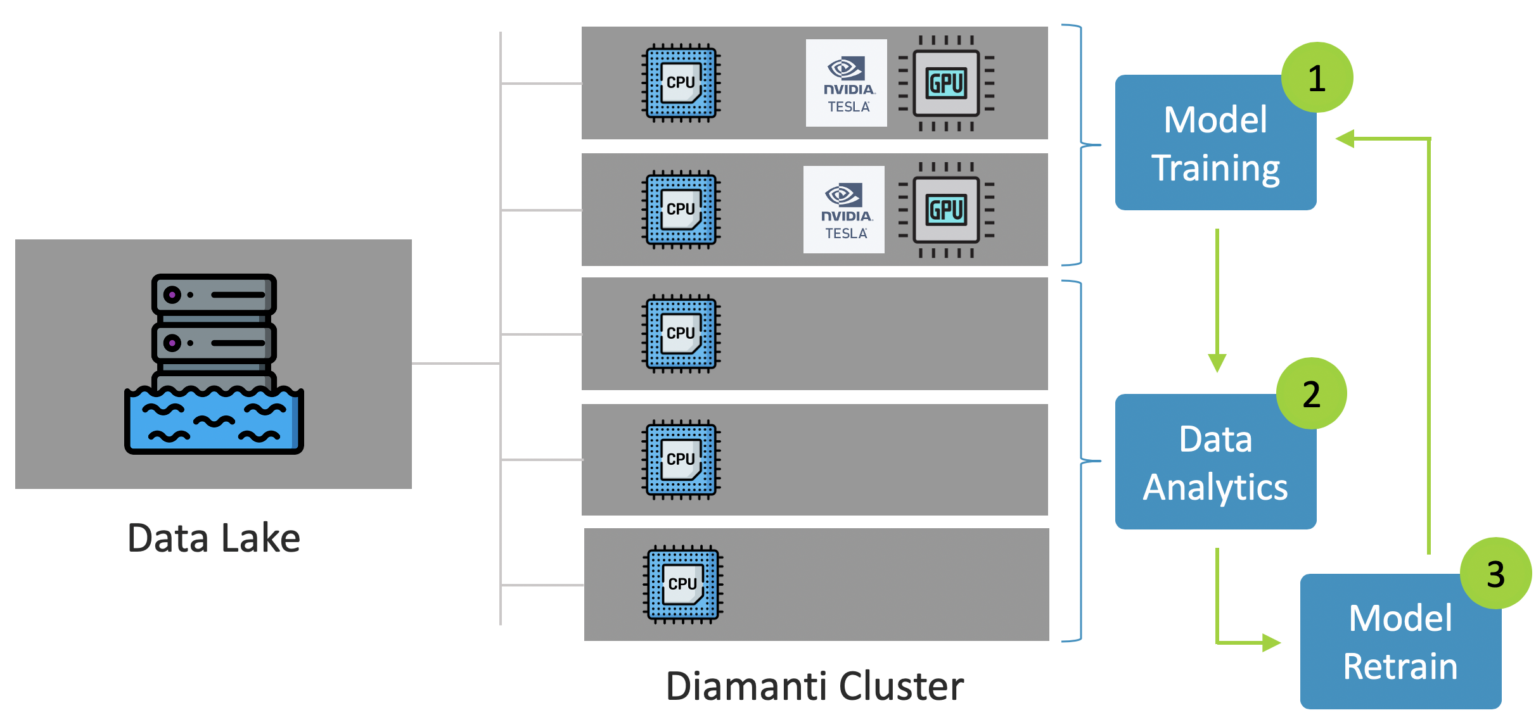 CPU
NVIDIA.
TESLA
GPU
1
Model
Training
CPU
NVIDIA.
TESLA
GPU
CPU
2
Data
Analytics
CPU
Data Lake
CPU
3
Model
Retrain
Diamanti Cluster